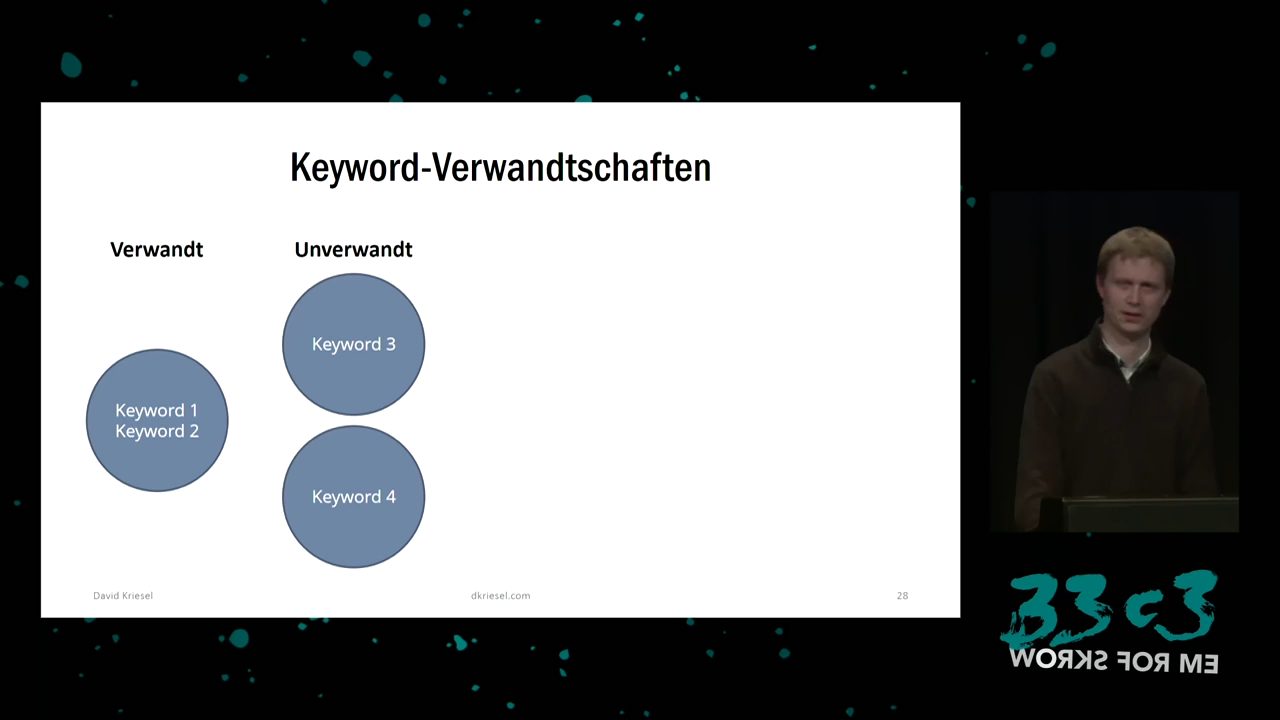 Keyword-Verwandtschaften
Verwandt
Unverwandt
Keyword 3
Keyword 1
Keyword 2
Keyword 4
David Kriesel
dkriesel.com
28
33c3
WORKS FOR ME